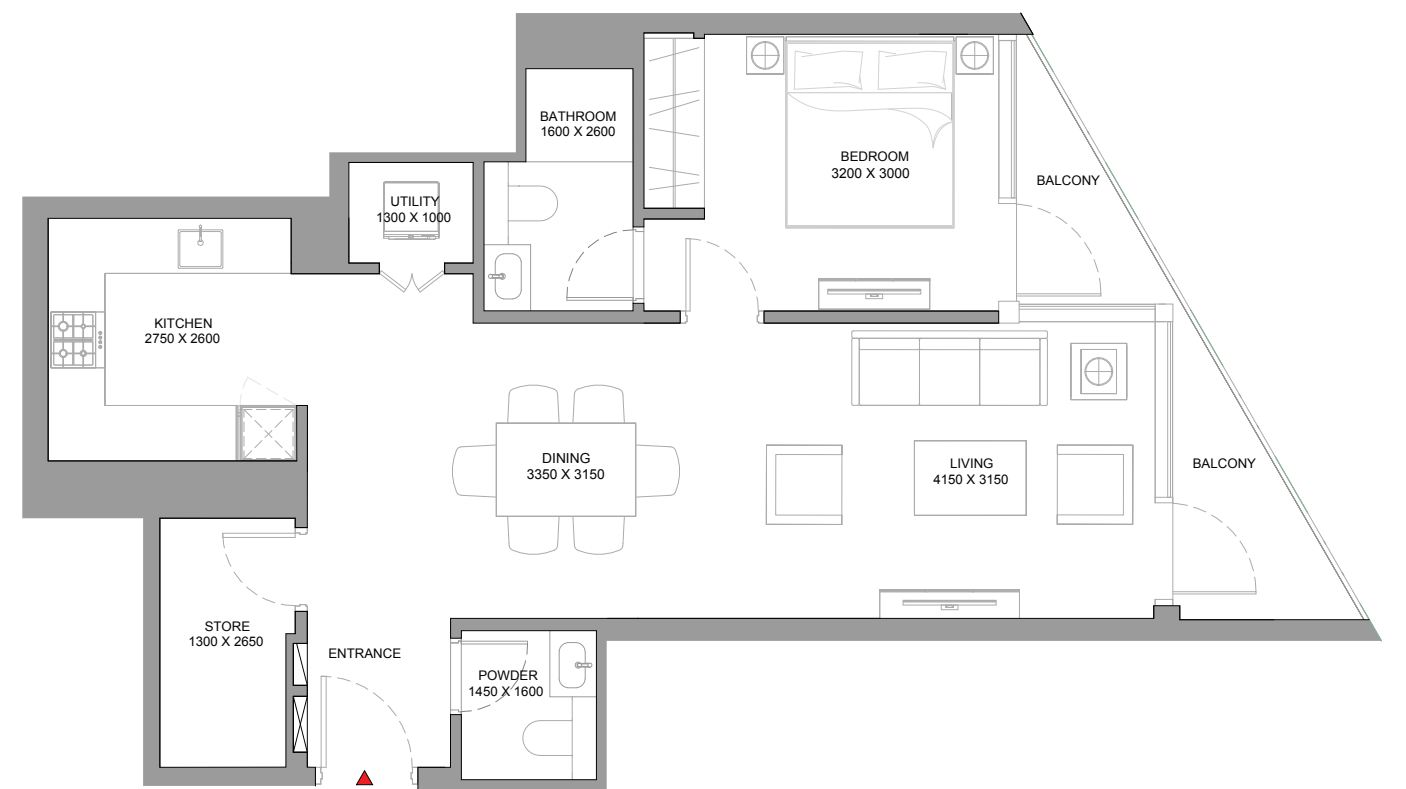 BATHROOM
1600 X 2600
BEDROOM
3200 X 3000
BALCONY
UTILITY
1300 X 1000
KITCHEN
2750 X 2600
DINING
3350 X 3150
LIVING
4150 X 3150
BALCONY
STORE
1300 X 2650
ENTRANCE
POWDER
1450 X 1600